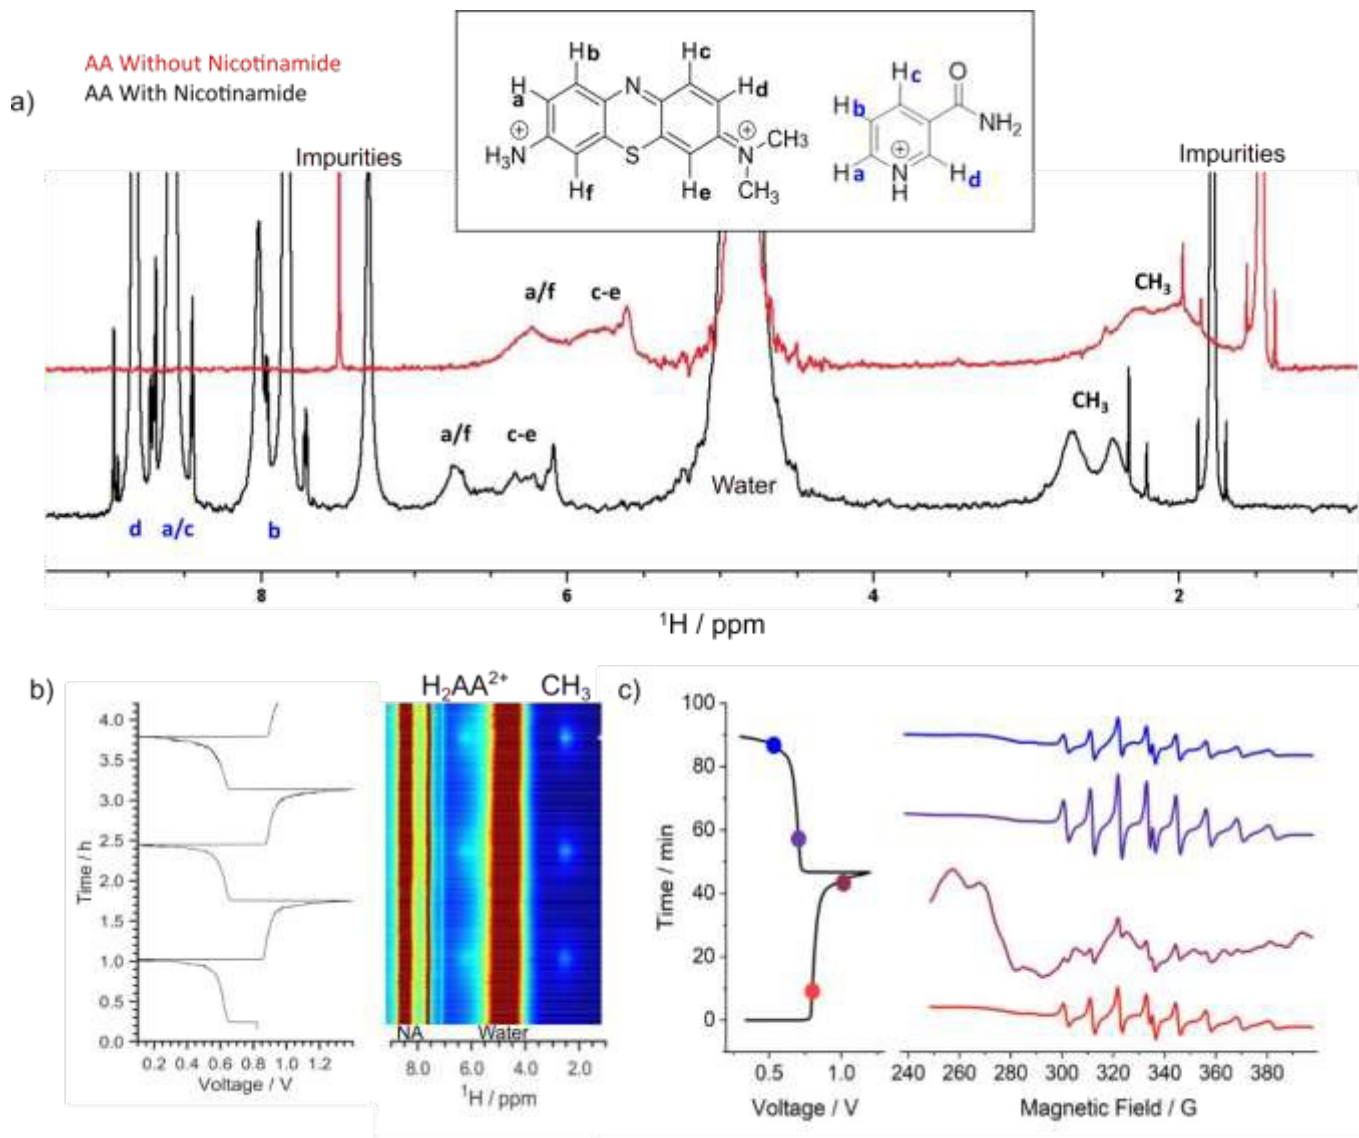 AA Without Nicotinamide
AA With Nicotinamide
a)
Impurities
Impurities
Hb
Hc
H a
N
Hd
H₃N
+
S
+
N
CH₃
CH₃
Hf
He
Hc
O
Hb
NH₂
+
Ha
N
H
Hd
a/f
c-e
CH₃
a/f
c-e
CH₃
Water
d
a/c
b
8
6
4
2
¹H / ppm
b)
H₂AA²⁺
CH₃
c)
4.0
3.5
3.0
2.5
2.0
1.5
1.0
0.5
0.0
Time / h
0.2 0.4 0.6 0.8 1.0 1.2
Voltage / V
NA
Water
8.0 6.0 4.0 2.0
¹H / ppm
100
80
60
40
20
0
Time / min
0.5 1.0
Voltage / V
240 260 280 300 320 340 360 380
Magnetic Field / G